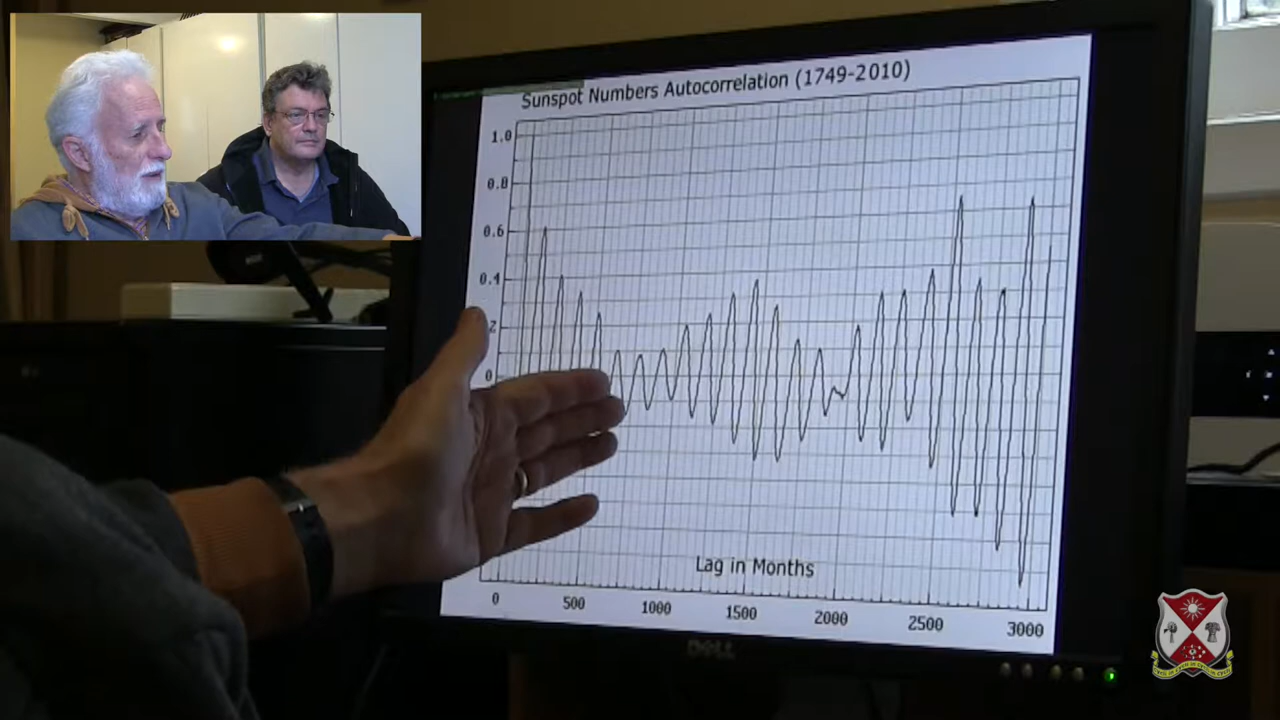 Sunspot Numbers Autocorrelation (1749-2010)
1.0
0.8
0.6
0.4
2
0
Lag in Months
0 500 1000 1500 2000 2500 3000
DELL